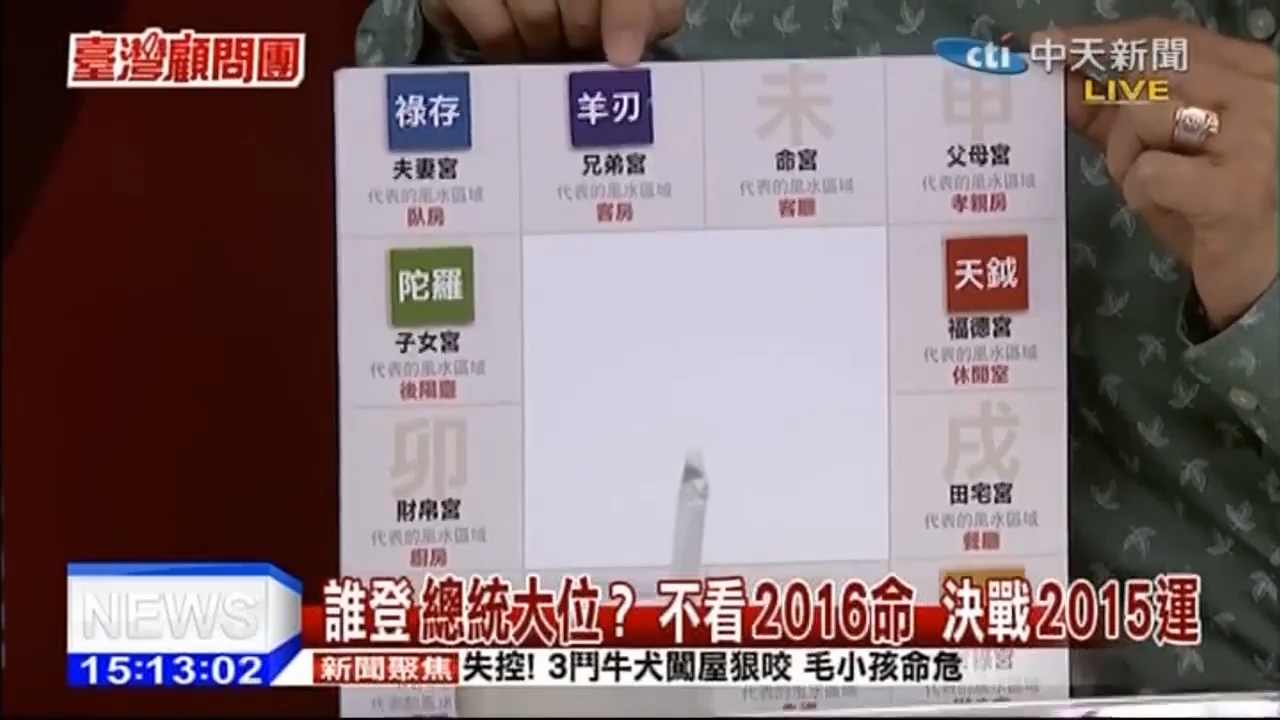 臺灣顧問團
cti 中天新聞
LIVE
祿存
夫妻宮
代表的風水區域
臥房
羊刃
兄弟宮
代表的風水區域
客房
未
命宮
代表的風水區域
客廳
申
父母宮
代表的風水區域
孝親房
陀羅
子女宮
代表的風水區域
後陽臺
天鉞
福德宮
代表的風水區域
休閒室
卯
財帛宮
代表的風水區域
廚房
戌
田宅宮
代表的風水區域
餐廳
NEWS
誰登總統大位? 不看2016命 決戰2015運
15:13:02
新聞聚焦 失控! 3鬥牛犬闖屋狠咬 毛小孩命危